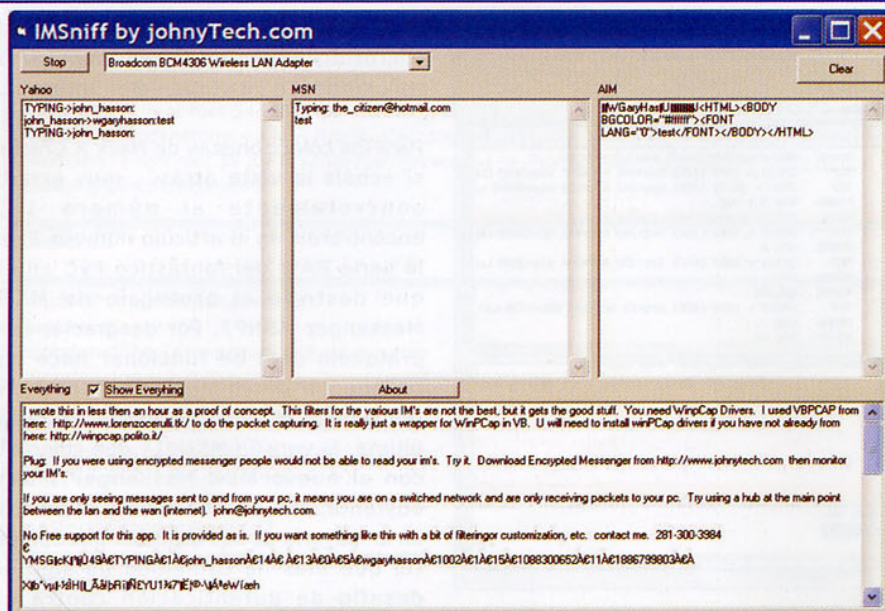 IMSniff by johnyTech.com
Stop
Broadcom BCM4306 Wireless LAN Adapter
Clear
Yahoo
TYPING->john_hasson:
john_hasson->wgaryhasson:test
TYPING->john_hasson:
MSN
Typing: the_citizen@hotmail.com
test
AIM
<HTML><BODY
BGCOLOR="#ffffff"><FONT
LANG="0">test</FONT></BODY></HTML>
Everything
Show Everyhing
About
I wrote this in less then an hour as a proof of concept.  This filters for the various IM's are not the best, but it gets the good stuff.  You need WinpCap Drivers.  I used VBPCAP from
here:  http://www.lorenzocerulli.tk/ to do the packet capturing.  It is really just a wrapper for WinPCap in VB.  U will need to install winPCap drivers if you have not already from
here: http://winpcap.polito.it/
Plug:  If you were using encrypted messenger people would not be able to read your im's.  Try it.  Download Encrypted Messenger from http://www.johnytech.com  then monitor
your IM's.
If you are only seeing messages sent to and from your pc, it means you are on a switched network and are only receiving packets to your pc.  Try using a hub at the main point
between the lan and the wan (internet).  john@johnytech.com.
No Free support for this app.  It is provided as is.  If you want something like this with a bit of filteringor customization, etc.  contact me.  281-300-3984
€